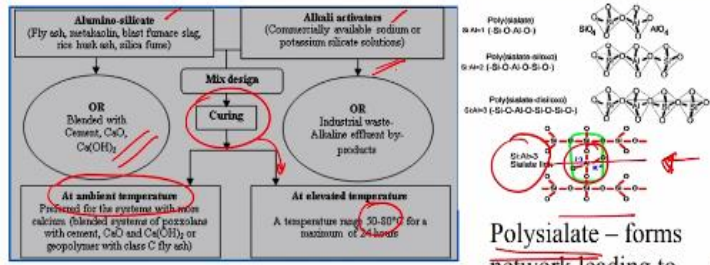 Alumino-silicate
(Fly ash, metakaolin, blast furnace slag,
rice husk ash, silica fume)
Alkali activators
(Commercially available sodium or
potassium silicate solutions)
Mix design
Curing
OR
Blended with
Cement, CaO,
Ca(OH)2
OR
Industrial waste-
Alkaline effluent by-
products
At ambient temperature
Preferred for the systems with more
calcium (blended systems of pozzolans
with cement, CaO and Ca(OH)2 or
geopolymer with class C fly ash)
At elevated temperature
A temperature range 50-80°C for a
maximum of 24 hours
Poly(sialate)
Si:Al=1 (-Si-O-Al-O-)
SiO4 AlO4
Poly(sialate-siloxo)
Si:Al=2 (-Si-O-Al-O-Si-O-)
Poly(sialate-disiloxo)
Si:Al=3 (-Si-O-Al-O-Si-O-Si-O-)
Si:Al>3
Sialate link
Polysialate – forms
network leading to